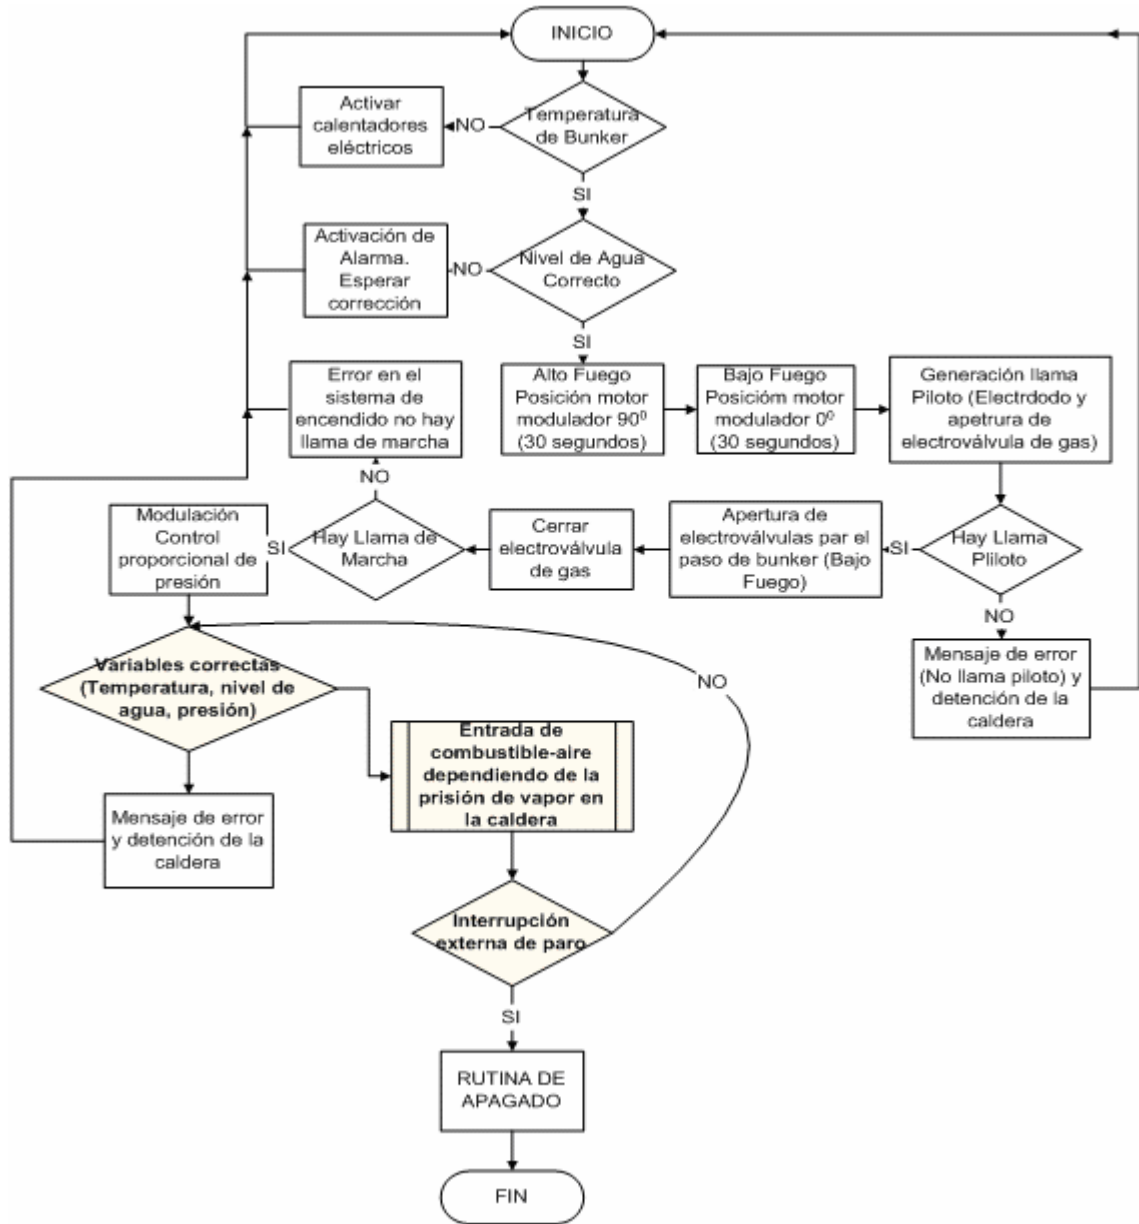 INICIO
Activar
calentadores
eléctricos
NO
Temperatura
de Bunker
SI
Activación de
Alarma.
Esperar
corrección
NO
Nivel de Agua
Correcto
SI
Error en el
sistema de
encendido no hay
llama de marcha
Alto Fuego
Posición motor
modulador 90⁰
(30 segundos)
Bajo Fuego
Posicióm motor
modulador 0⁰
(30 segundos)
Generación llama
Piloto (Electrdodo y
apetrura de
electroválvula de gas)
NO
Modulación
Control
proporcional de
presión
SI
Hay Llama de
Marcha
Cerrar
electroválvula
de gas
Apertura de
electroválvulas par el
paso de bunker (Bajo
Fuego)
SI
Hay Llama
Pliloto
NO
Mensaje de error
(No llama piloto) y
detención de la
caldera
Variables correctas
(Temperatura, nivel de
agua, presión)
NO
Entrada de
combustible-aire
dependiendo de la
prisión de vapor en
la caldera
Mensaje de error
y detención de la
caldera
Interrupción
externa de paro
SI
RUTINA DE
APAGADO
FIN